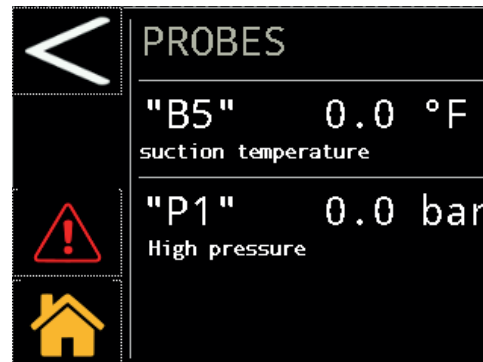 PROBES
"B5" 0.0 °F
suction temperature
"P1" 0.0 bar
High pressure